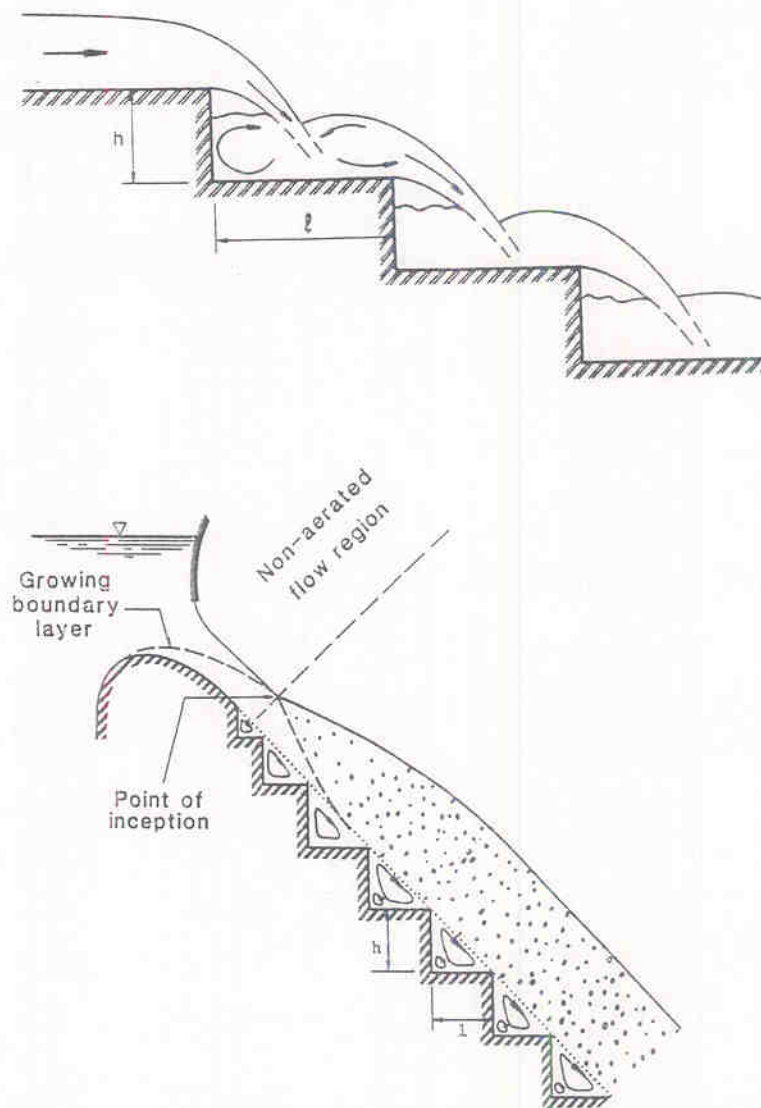 h
ℓ
Non-aerated
flow region
Growing
boundary
layer
Point of
inception
h
l